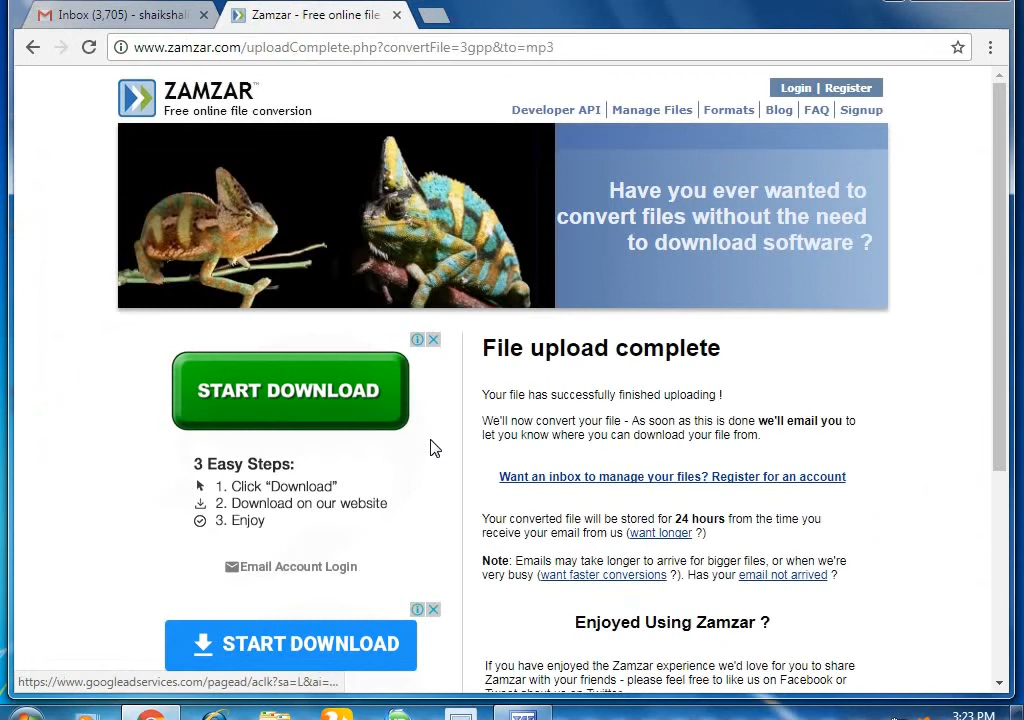 Inbox (3,705) - shaikshal
Zamzar - Free online file
www.zamzar.com/uploadComplete.php?convertFile=3gpp&to=mp3
ZAMZAR™
Free online file conversion
Login | Register
Developer API | Manage Files | Formats | Blog | FAQ | Signup
Have you ever wanted to
convert files without the need
to download software ?
START DOWNLOAD
3 Easy Steps:
1. Click “Download”
2. Download on our website
3. Enjoy
Email Account Login
START DOWNLOAD
File upload complete
Your file has successfully finished uploading !
We'll now convert your file - As soon as this is done we'll email you to
let you know where you can download your file from.
Want an inbox to manage your files? Register for an account
Your converted file will be stored for 24 hours from the time you
receive your email from us (want longer ?)
Note: Emails may take longer to arrive for bigger files, or when we're
very busy (want faster conversions ?). Has your email not arrived ?
Enjoyed Using Zamzar ?
If you have enjoyed the Zamzar experience we'd love for you to share
Zamzar with your friends - please feel free to like us on Facebook or
Tweet about us on Twitter
https://www.googleadservices.com/pagead/aclk?sa=L&ai=...
3:23 PM